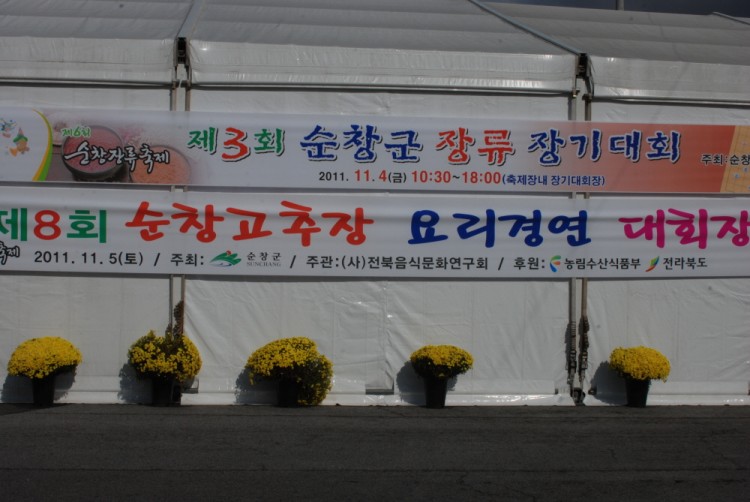 제6회
순창장류축제
제3회 순창군 장류 장기대회
2011. 11.4(금) 10:30~18:00(축제장내 장기대회장)
주최:순창
제8회 순창고추장 요리경연 대회장
축제
2011. 11. 5(토) / 주최: 순창군 SUNCHANG / 주관:(사)전북음식문화연구회 / 후원: 농림수산식품부 전라북도